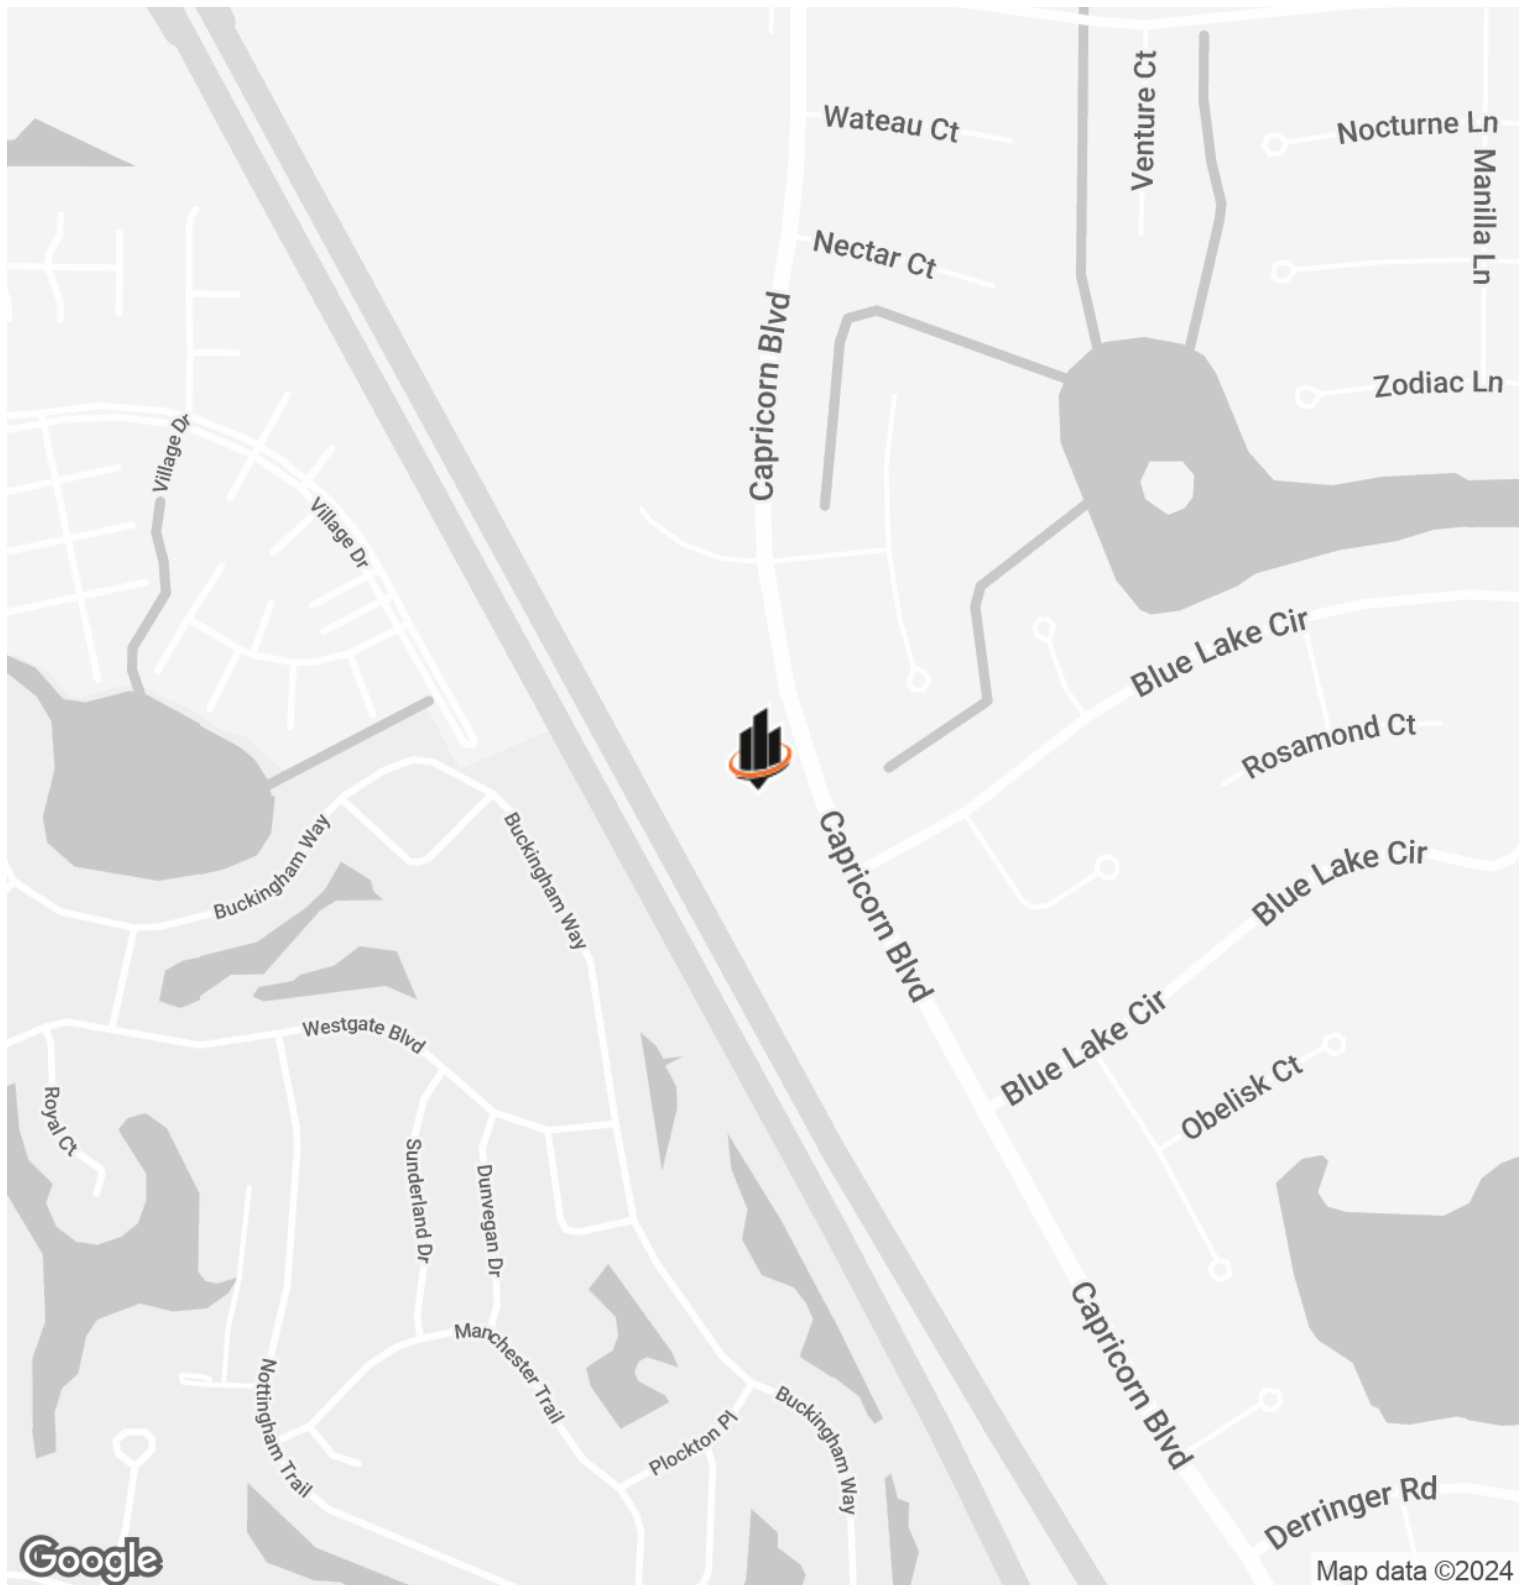 Wateau Ct
Venture Ct
Nocturne Ln
Manilla Ln
Nectar Ct
Capricorn Blvd
Zodiac Ln
Village Dr
Village Dr
Blue Lake Cir
Rosamond Ct
Buckingham Way
Buckingham Way
Capricorn Blvd
Blue Lake Cir
Westgate Blvd
Blue Lake Cir
Obelisk Ct
Royal Ct
Sunderland Dr
Dunvegan Dr
Manchester Trail
Capricorn Blvd
Nottingham Trail
Plockton Pl
Buckingham Way
Derringer Rd
Google
Map data ©2024